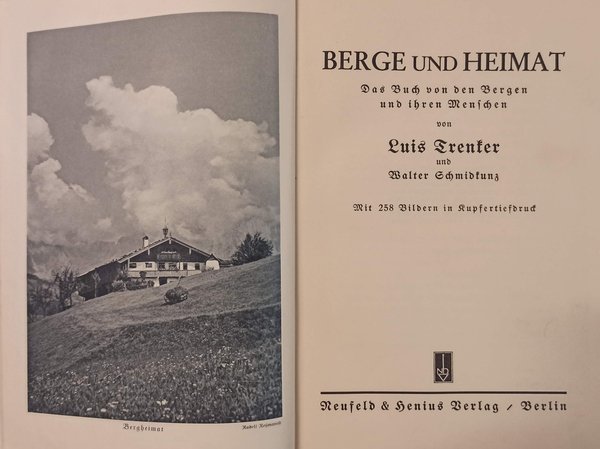 Bergheimat
Rudolf
BERGE UND HEIMAT
Das Buch von den Bergen
und ihren Menschen
von
Luis Trenker
und
Walter Schmidkunz
Mit 258 Bildern in Kupfertiefdruck
Neufeld & Henius Verlag / Berlin